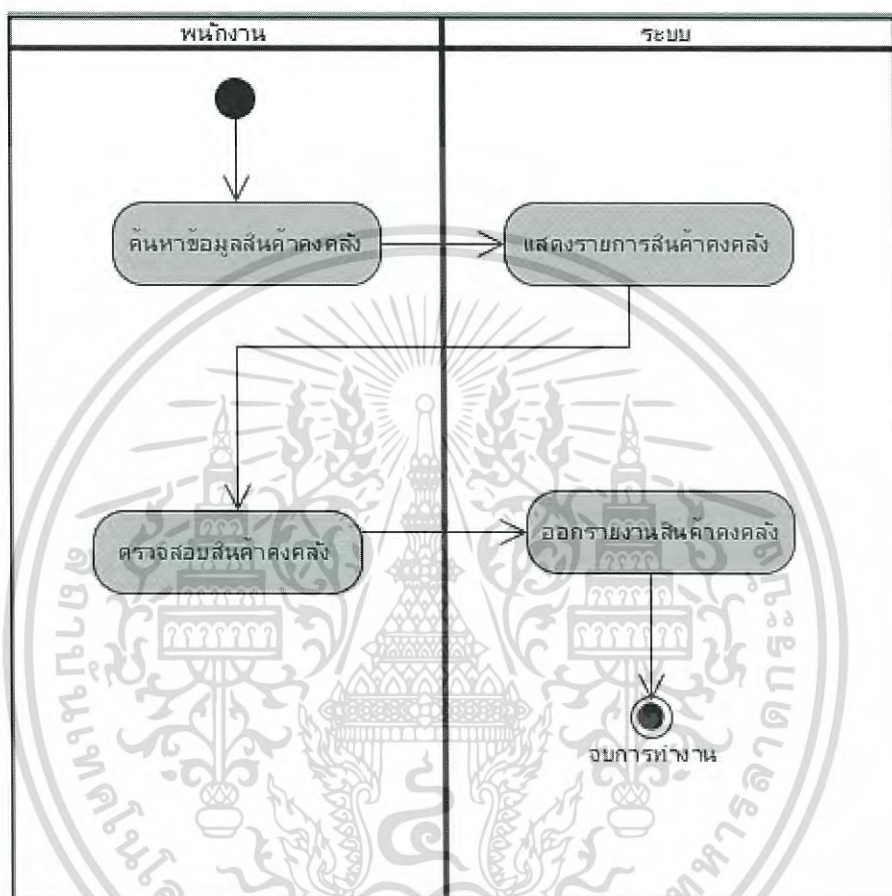 พนักงาน
ระบบ
ค้นหาข้อมูลสินค้าคงคลัง
แสดงรายการสินค้าคงคลัง
ตรวจสอบสินค้าคงคลัง
ออกรายงานสินค้าคงคลัง
จบการทำงาน